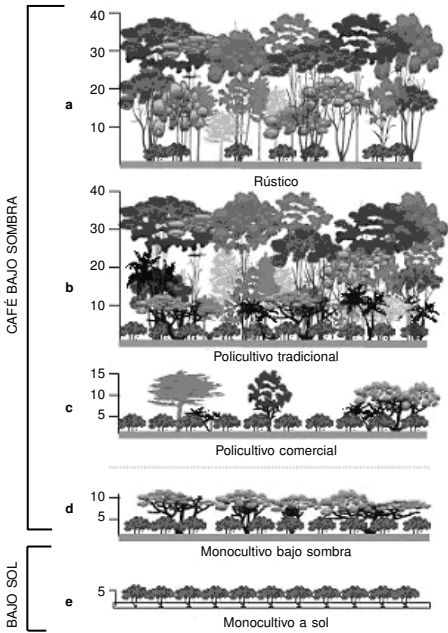 CAFÉ BAJO SOMBRA
a
40
30
20
10
Rústico
b
40
30
20
10
Policultivo tradicional
c
15
10
5
Policultivo comercial
d
10
5
Monocultivo bajo sombra
BAJO SOL
e
5
Monocultivo a sol